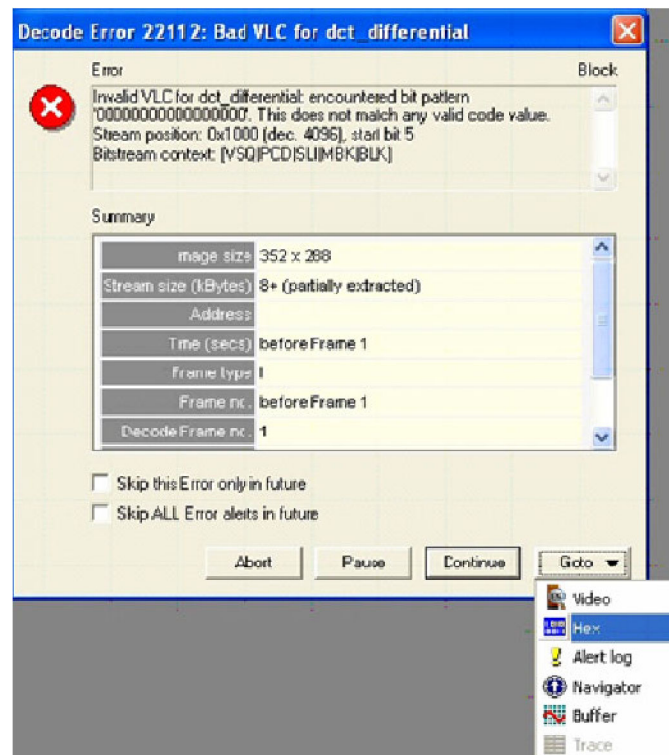 Decode Error 22112: Bad VLC for dct_differential
Error Block
Invalid VLC for dct_differential: encountered bit pattern
'0000000000000000'. This does not match any valid code value.
Stream position: 0x1000 (dec. 4096), start bit 5
Bitstream context: [VSQ|PCD|SLI|MBK|BLK]
Summary
Image size 352 x 288
Stream size (kBytes) 8+ (partially extracted)
Address
Time (secs) before Frame 1
Frame type I
Frame no. before Frame 1
Decode Frame no. 1
Skip this Error only in future
Skip ALL Error alerts in future
Abort Pause Continue Goto
Video
Hex
Alert log
Navigator
Buffer
Trace